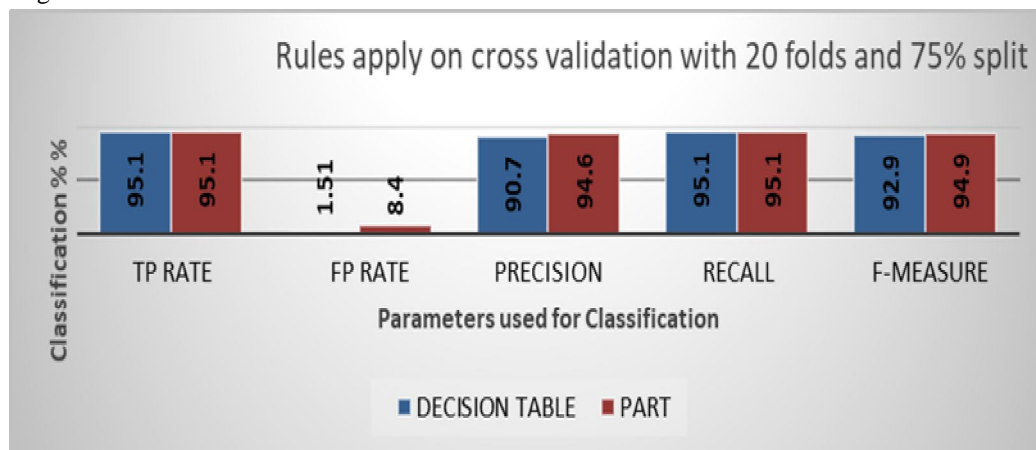 Rules apply on cross validation with 20 folds and 75% split
Classification % %
95.1
95.1
1.51
8.4
90.7
94.6
95.1
95.1
92.9
94.9
TP RATE
FP RATE
PRECISION
RECALL
F-MEASURE
Parameters used for Classification
DECISION TABLE
PART